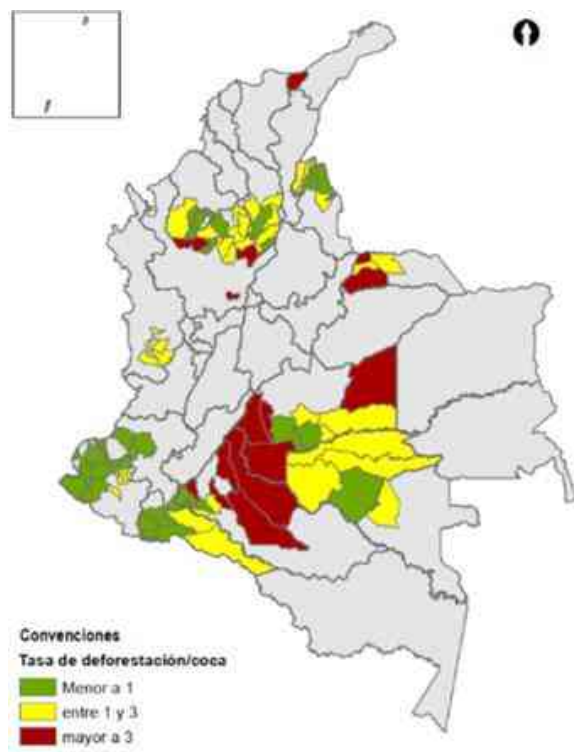 Convenciones
Tasa de deforestación/coca
Menor a 1
entre 1 y 3
mayor a 3